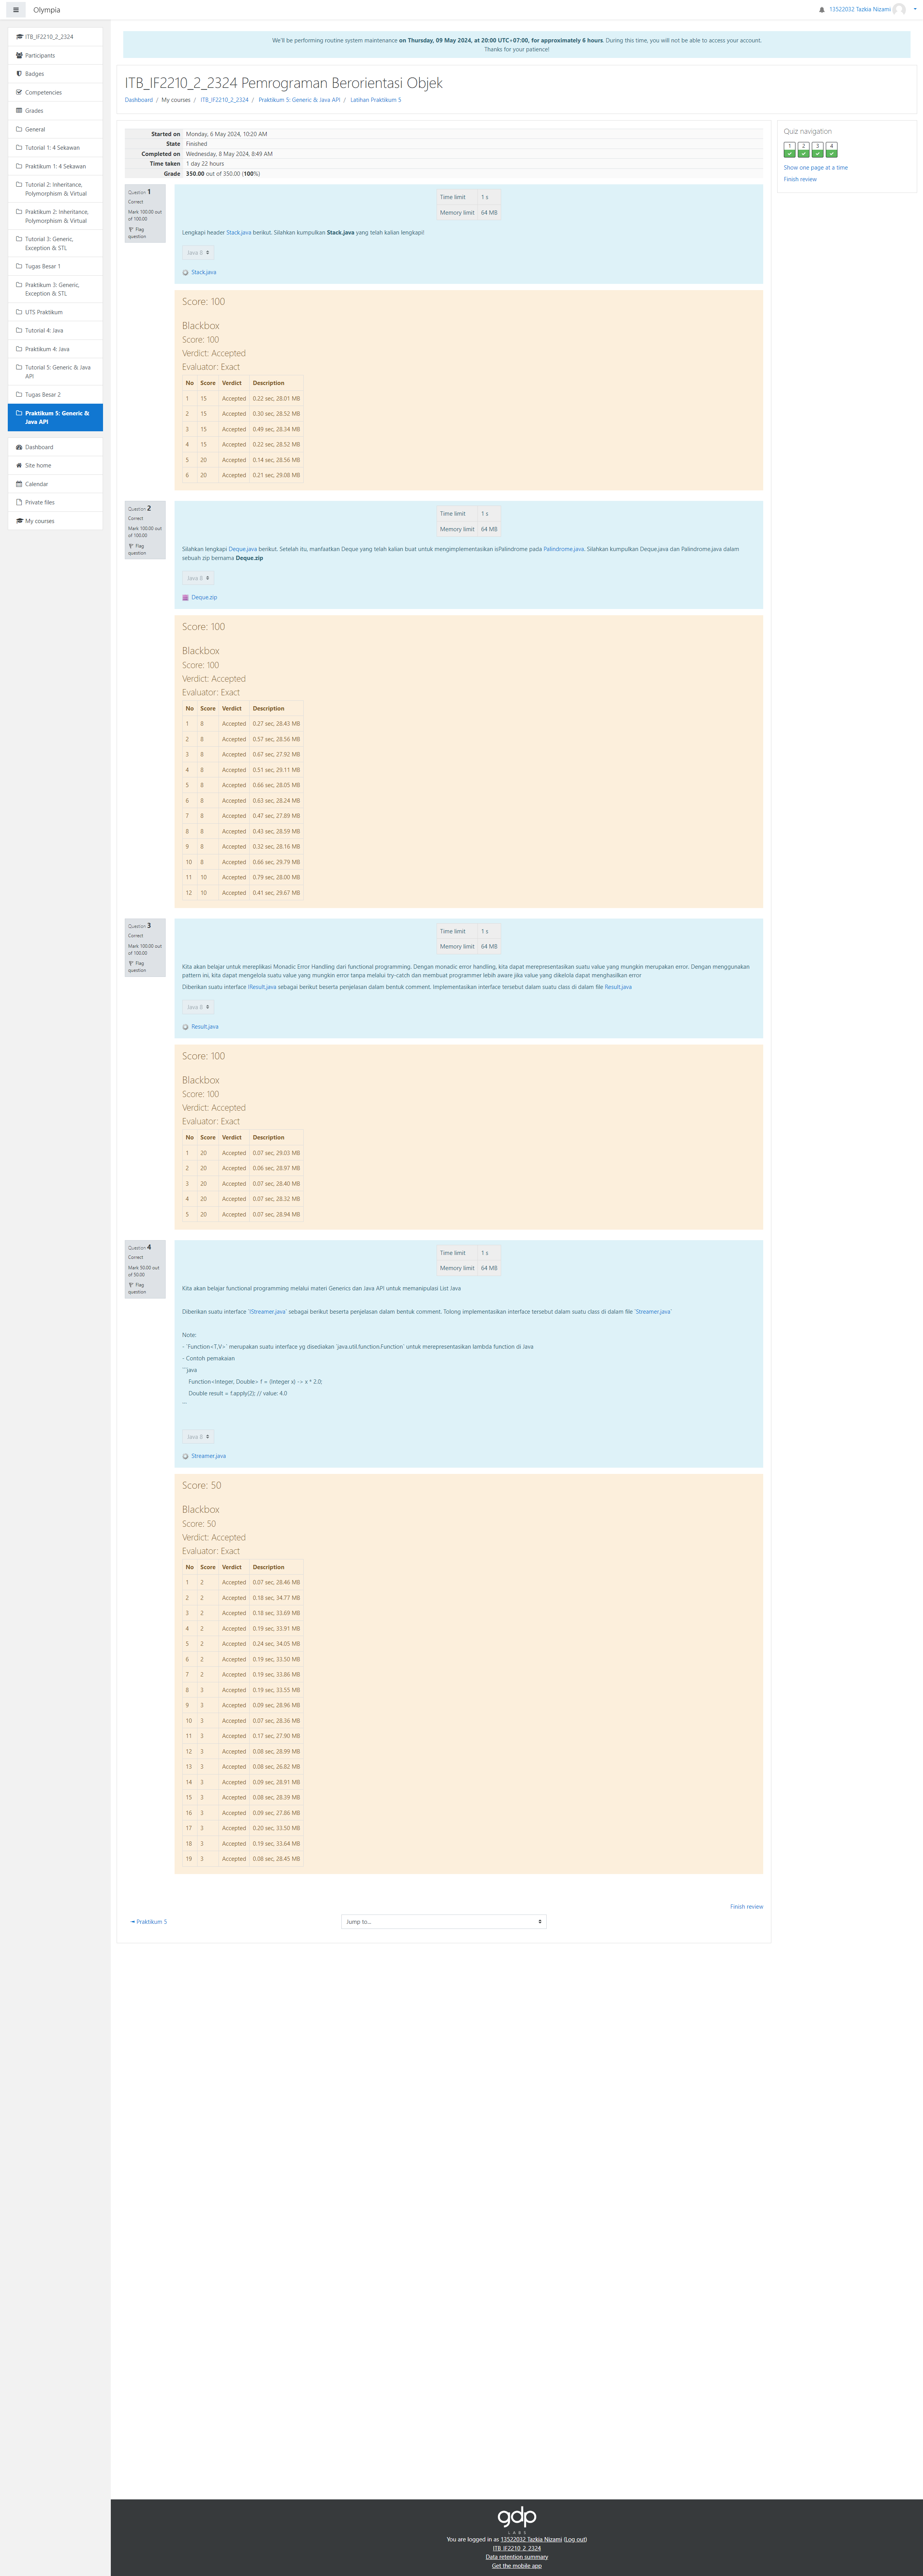 Olympia
13522032 Tazkia Nizami
ITB_IF2210_2_2324
Participants
Badges
Competencies
Grades
General
Tutorial 1: 4 Sekawan
Praktikum 1: 4 Sekawan
Tutorial 2: Inheritance,
Polymorphism & Virtual
Praktikum 2: Inheritance,
Polymorphism & Virtual
Tutorial 3: Generic,
Exception & STL
Tugas Besar 1
Praktikum 3: Generic,
Exception & STL
UTS Praktikum
Tutorial 4: Java
Praktikum 4: Java
Tutorial 5: Generic & Java
API
Tugas Besar 2
Praktikum 5: Generic &
Java API
Dashboard
Site home
Calendar
Private files
My courses
We'll be performing routine system maintenance on Thursday, 09 May 2024, at 20:00 UTC+07:00, for approximately 6 hours. During this time, you will not be able to access your account.
Thanks for your patience!
ITB_IF2210_2_2324 Pemrograman Berorientasi Objek
Dashboard / My courses / ITB_IF2210_2_2324 / Praktikum 5: Generic & Java API / Latihan Praktikum 5
Started on Monday, 6 May 2024, 10:20 AM
State Finished
Completed on Wednesday, 8 May 2024, 8:49 AM
Time taken 1 day 22 hours
Grade 350.00 out of 350.00 (100%)
Quiz navigation
1 2 3 4
Show one page at a time
Finish review
Question 1
Correct
Mark 100.00 out
of 100.00
Flag
question
Time limit 1 s
Memory limit 64 MB
Lengkapi header Stack.java berikut. Silahkan kumpulkan Stack.java yang telah kalian lengkapi!
Java 8
Stack.java
Score: 100
Blackbox
Score: 100
Verdict: Accepted
Evaluator: Exact
No Score Verdict Description
1 15 Accepted 0.22 sec, 28.01 MB
2 15 Accepted 0.30 sec, 28.52 MB
3 15 Accepted 0.49 sec, 28.34 MB
4 15 Accepted 0.22 sec, 28.52 MB
5 20 Accepted 0.14 sec, 28.56 MB
6 20 Accepted 0.21 sec, 29.08 MB
Question 2
Correct
Mark 100.00 out
of 100.00
Flag
question
Time limit 1 s
Memory limit 64 MB
Silahkan lengkapi Deque.java berikut. Setelah itu, manfaatkan Deque yang telah kalian buat untuk mengimplementasikan isPalindrome pada Palindrome.java. Silahkan kumpulkan Deque.java dan Palindrome.java dalam
sebuah zip bernama Deque.zip
Java 8
Deque.zip
Score: 100
Blackbox
Score: 100
Verdict: Accepted
Evaluator: Exact
No Score Verdict Description
1 8 Accepted 0.27 sec, 28.43 MB
2 8 Accepted 0.57 sec, 28.56 MB
3 8 Accepted 0.67 sec, 27.92 MB
4 8 Accepted 0.51 sec, 29.11 MB
5 8 Accepted 0.66 sec, 28.05 MB
6 8 Accepted 0.63 sec, 28.24 MB
7 8 Accepted 0.47 sec, 27.89 MB
8 8 Accepted 0.43 sec, 28.59 MB
9 8 Accepted 0.32 sec, 28.16 MB
10 8 Accepted 0.66 sec, 29.79 MB
11 10 Accepted 0.79 sec, 28.00 MB
12 10 Accepted 0.41 sec, 29.67 MB
Question 3
Correct
Mark 100.00 out
of 100.00
Flag
question
Time limit 1 s
Memory limit 64 MB
Kita akan belajar untuk mereplikasi Monadic Error Handling dari functional programming. Dengan monadic error handling, kita dapat merepresentasikan suatu value yang mungkin merupakan error. Dengan menggunakan
pattern ini, kita dapat mengelola suatu value yang mungkin error tanpa melalui try-catch dan membuat programmer lebih aware jika value yang dikelola dapat menghasilkan error
Diberikan suatu interface IResult.java sebagai berikut beserta penjelasan dalam bentuk comment. Implementasikan interface tersebut dalam suatu class di dalam file Result.java
Java 8
Result.java
Score: 100
Blackbox
Score: 100
Verdict: Accepted
Evaluator: Exact
No Score Verdict Description
1 20 Accepted 0.07 sec, 29.03 MB
2 20 Accepted 0.06 sec, 28.97 MB
3 20 Accepted 0.07 sec, 28.40 MB
4 20 Accepted 0.07 sec, 28.32 MB
5 20 Accepted 0.07 sec, 28.94 MB
Question 4
Correct
Mark 50.00 out
of 50.00
Flag
question
Time limit 1 s
Memory limit 64 MB
Kita akan belajar functional programming melalui materi Generics dan Java API untuk memanipulasi List Java
Diberikan suatu interface `IStreamer.java` sebagai berikut beserta penjelasan dalam bentuk comment. Tolong implementasikan interface tersebut dalam suatu class di dalam file `Streamer.java`
Note:
- `Function<T,V>` merupakan suatu interface yg disediakan `java.util.function.Function` untuk merepresentasikan lambda function di Java
- Contoh pemakaian
```java
Function<Integer, Double> f = (Integer x) -> x * 2.0;
Double result = f.apply(2); // value: 4.0
```
Java 8
Streamer.java
Score: 50
Blackbox
Score: 50
Verdict: Accepted
Evaluator: Exact
No Score Verdict Description
1 2 Accepted 0.07 sec, 28.46 MB
2 2 Accepted 0.18 sec, 34.77 MB
3 2 Accepted 0.18 sec, 33.69 MB
4 2 Accepted 0.19 sec, 33.91 MB
5 2 Accepted 0.24 sec, 34.05 MB
6 2 Accepted 0.19 sec, 33.50 MB
7 2 Accepted 0.19 sec, 33.86 MB
8 3 Accepted 0.19 sec, 33.55 MB
9 3 Accepted 0.09 sec, 28.96 MB
10 3 Accepted 0.07 sec, 28.36 MB
11 3 Accepted 0.17 sec, 27.90 MB
12 3 Accepted 0.08 sec, 28.99 MB
13 3 Accepted 0.08 sec, 26.82 MB
14 3 Accepted 0.09 sec, 28.91 MB
15 3 Accepted 0.08 sec, 28.39 MB
16 3 Accepted 0.09 sec, 27.86 MB
17 3 Accepted 0.20 sec, 33.50 MB
18 3 Accepted 0.19 sec, 33.64 MB
19 3 Accepted 0.08 sec, 28.45 MB
Finish review
Praktikum 5
Jump to...
gdp
LABS
You are logged in as 13522032 Tazkia Nizami (Log out)
ITB_IF2210_2_2324
Data retention summary
Get the mobile app